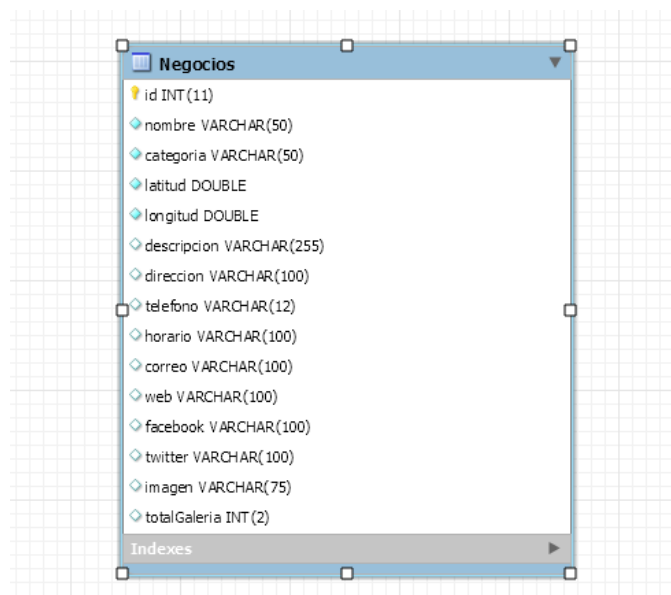 Negocios
id INT(11)
nombre VARCHAR(50)
categoria VARCHAR(50)
latitud DOUBLE
longitud DOUBLE
descripcion VARCHAR(255)
direccion VARCHAR(100)
telefono VARCHAR(12)
horario VARCHAR(100)
correo VARCHAR(100)
web VARCHAR(100)
facebook VARCHAR(100)
twitter VARCHAR(100)
imagen VARCHAR(75)
totalGaleria INT(2)
Indexes